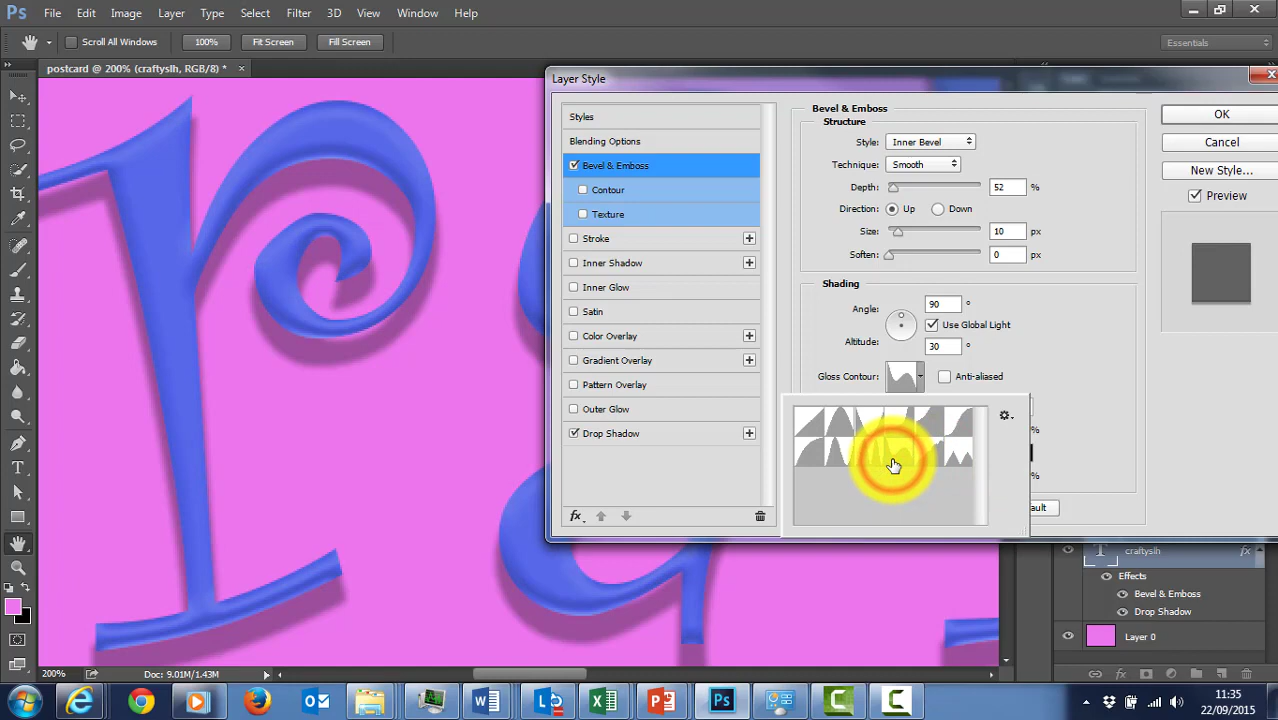 Ps File Edit Image Layer Type Select Filter 3D View Window Help
Scroll All Windows 100% Fit Screen Fill Screen Essentials
postcard @ 200% (craftyslh, RGB/8) * ×
Layer Style
Styles
Blending Options
Bevel & Emboss
Contour
Texture
Stroke
Inner Shadow
Inner Glow
Satin
Color Overlay
Gradient Overlay
Pattern Overlay
Outer Glow
Drop Shadow
fx
Bevel & Emboss
Structure
Style: Inner Bevel
Technique: Smooth
Depth: 52 %
Direction: Up Down
Size: 10 px
Soften: 0 px
Shading
Angle: 90 °
Use Global Light
Altitude: 30 °
Gloss Contour: Anti-aliased
%
%
ault
OK
Cancel
New Style...
Preview
T craftyslh fx
Effects
Bevel & Emboss
Drop Shadow
Layer 0
fx
200% Doc: 9.01M/1.43M
11:35
22/09/2015